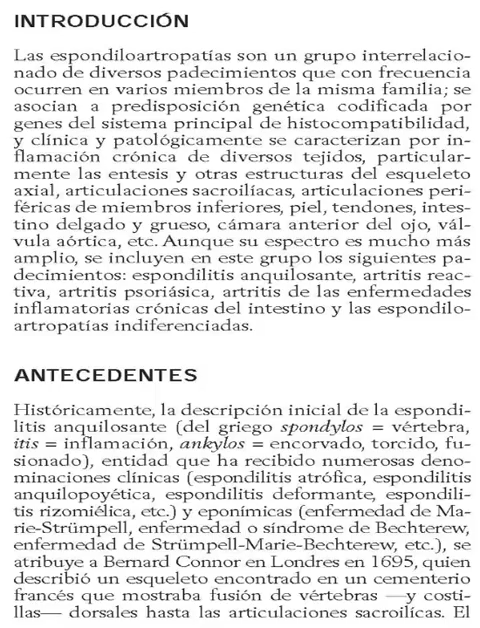 INTRODUCCIÓN
Las espondiloartropatías son un grupo interrelacio-
nado de diversos padecimientos que con frecuencia
ocurren en varios miembros de la misma familia; se
asocian a predisposición genética codificada por
genes del sistema principal de histocompatibilidad,
y clínica y patológicamente se caracterizan por in-
flamación crónica de diversos tejidos, particular-
mente las entesis y otras estructuras del esqueleto
axial, articulaciones sacroilíacas, articulaciones peri-
féricas de miembros inferiores, piel, tendones, intes-
tino delgado y grueso, cámara anterior del ojo, vál-
vula aórtica, etc. Aunque su espectro es mucho más
amplio, se incluyen en este grupo los siguientes pa-
decimientos: espondilitis anquilosante, artritis reac-
tiva, artritis psoriásica, artritis de las enfermedades
inflamatorias crónicas del intestino y las espondilo-
artropatías indiferenciadas.
ANTECEDENTES
Históricamente, la descripción inicial de la espondi-
litis anquilosante (del griego spondylos = vértebra,
itis = inflamación, ankylos = encorvado, torcido, fu-
sionado), entidad que ha recibido numerosas deno-
minaciones clínicas (espondilitis atrófica, espondilitis
anquilopoyética, espondilitis deformante, espondili-
tis rizomiélica, etc.) y eponímicas (enfermedad de Ma-
rie-Strümpell, enfermedad o síndrome de Bechterew,
enfermedad de Strümpell-Marie-Bechterew, etc.), se
atribuye a Bernard Connor en Londres en 1695, quien
describió un esqueleto encontrado en un cementerio
francés que mostraba fusión de vértebras —y costi-
llas— dorsales hasta las articulaciones sacroilícas. El